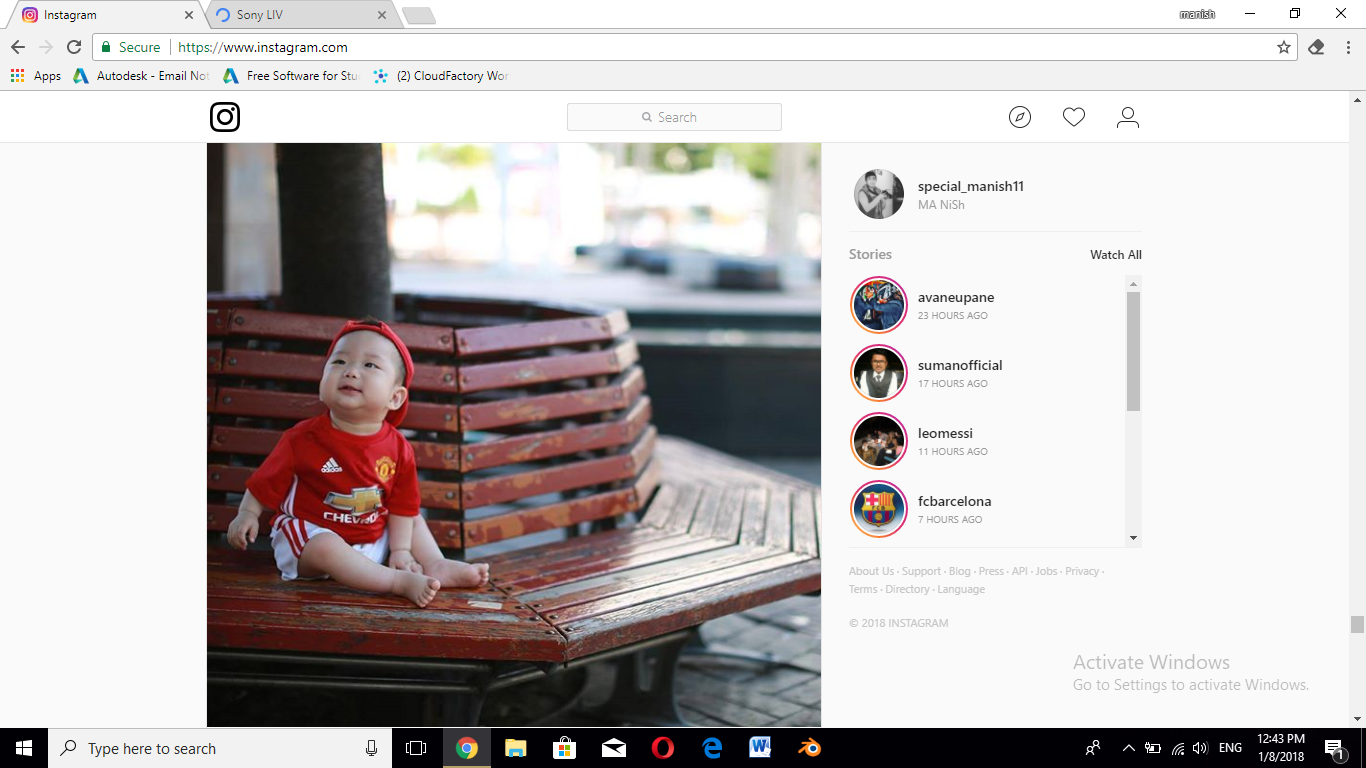 Instagram
Sony LIV
manish
Secure
https://www.instagram.com
Apps
Autodesk - Email Not
Free Software for Stu
(2) CloudFactory Wor
Search
special_manish11
MA NiSh
Stories
Watch All
avaneupane
23 HOURS AGO
sumanofficial
17 HOURS AGO
leomessi
11 HOURS AGO
fcbarcelona
7 HOURS AGO
adidas
CHEVROLET
About Us · Support · Blog · Press · API · Jobs · Privacy ·
Terms · Directory · Language
© 2018 INSTAGRAM
Activate Windows
Go to Settings to activate Windows.
Type here to search
ENG
12:43 PM
1/8/2018
1